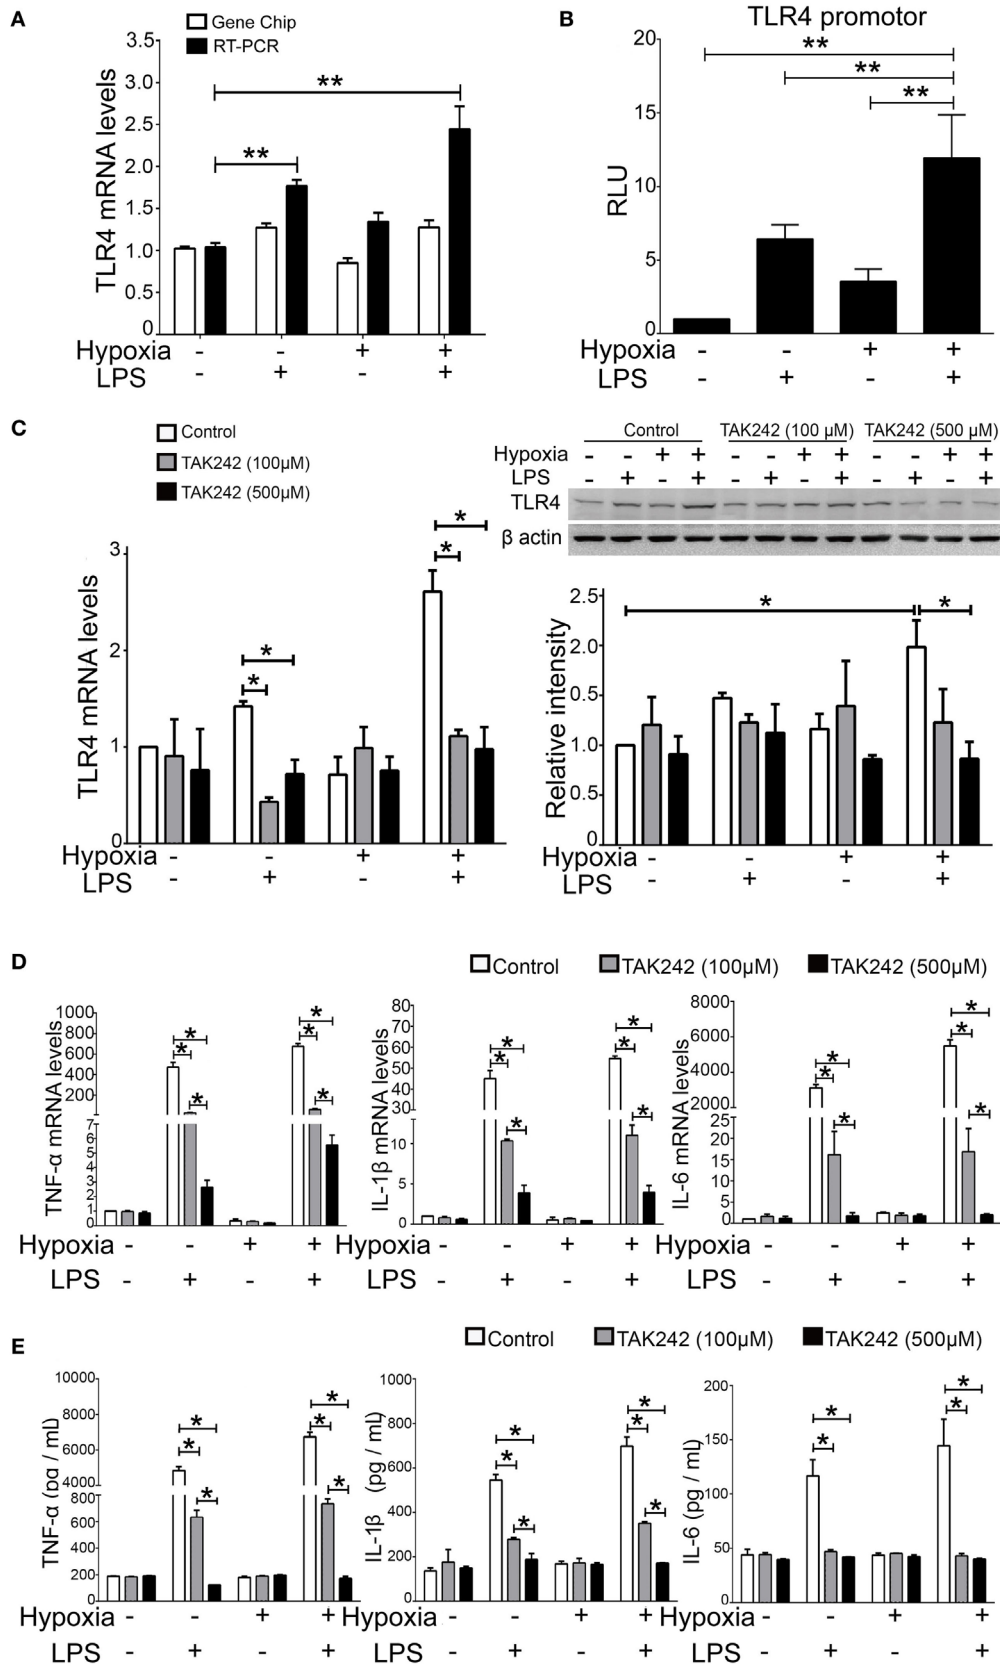 A
Gene Chip
RT-PCR
TLR4 mRNA levels
3.5
3.0
2.5
2.0
1.5
1.0
0.5
0
**
**
Hypoxia - - + +
LPS - + - +
B
TLR4 promotor
RLU
20
15
10
5
0
**
**
**
Hypoxia - - + +
LPS - + - +
C
Control
TAK242 (100µM)
TAK242 (500µM)
TLR4 mRNA levels
3
2
1
0
*
*
*
*
Hypoxia - - + +
LPS - + - +
Control TAK242 (100 µM) TAK242 (500 µM)
Hypoxia - - + + - - + + - - + +
LPS - + - + - + - + - + - +
TLR4
β actin
Relative intensity
2.5
2.0
0.5
1.0
0.5
0
*
*
Hypoxia - - + +
LPS - + - +
D
Control TAK242 (100µM) TAK242 (500µM)
TNF-α mRNA levels
1000
800
600
400
200
7
6
5
4
3
2
1
0
* * * * * *
Hypoxia - - + +
LPS - + - +
IL-1β mRNA levels
80
70
60
50
40
30
10
5
0
* * * * * *
Hypoxia - - + +
LPS - + - +
IL-6 mRNA levels
8000
6000
4000
2000
25
20
15
10
5
0
* * * * * *
Hypoxia - - + +
LPS - + - +
E
Control TAK242 (100µM) TAK242 (500µM)
TNF-α (pg / mL)
10000
8000
6000
4000
800
600
400
200
0
* * * * * *
Hypoxia - - + +
LPS - + - +
IL-1β (pg / mL)
1000
800
600
400
200
0
* * * * * *
Hypoxia - - + +
LPS - + - +
IL-6 (pg / mL)
200
150
100
50
0
* * * *
Hypoxia - - + +
LPS - + - +